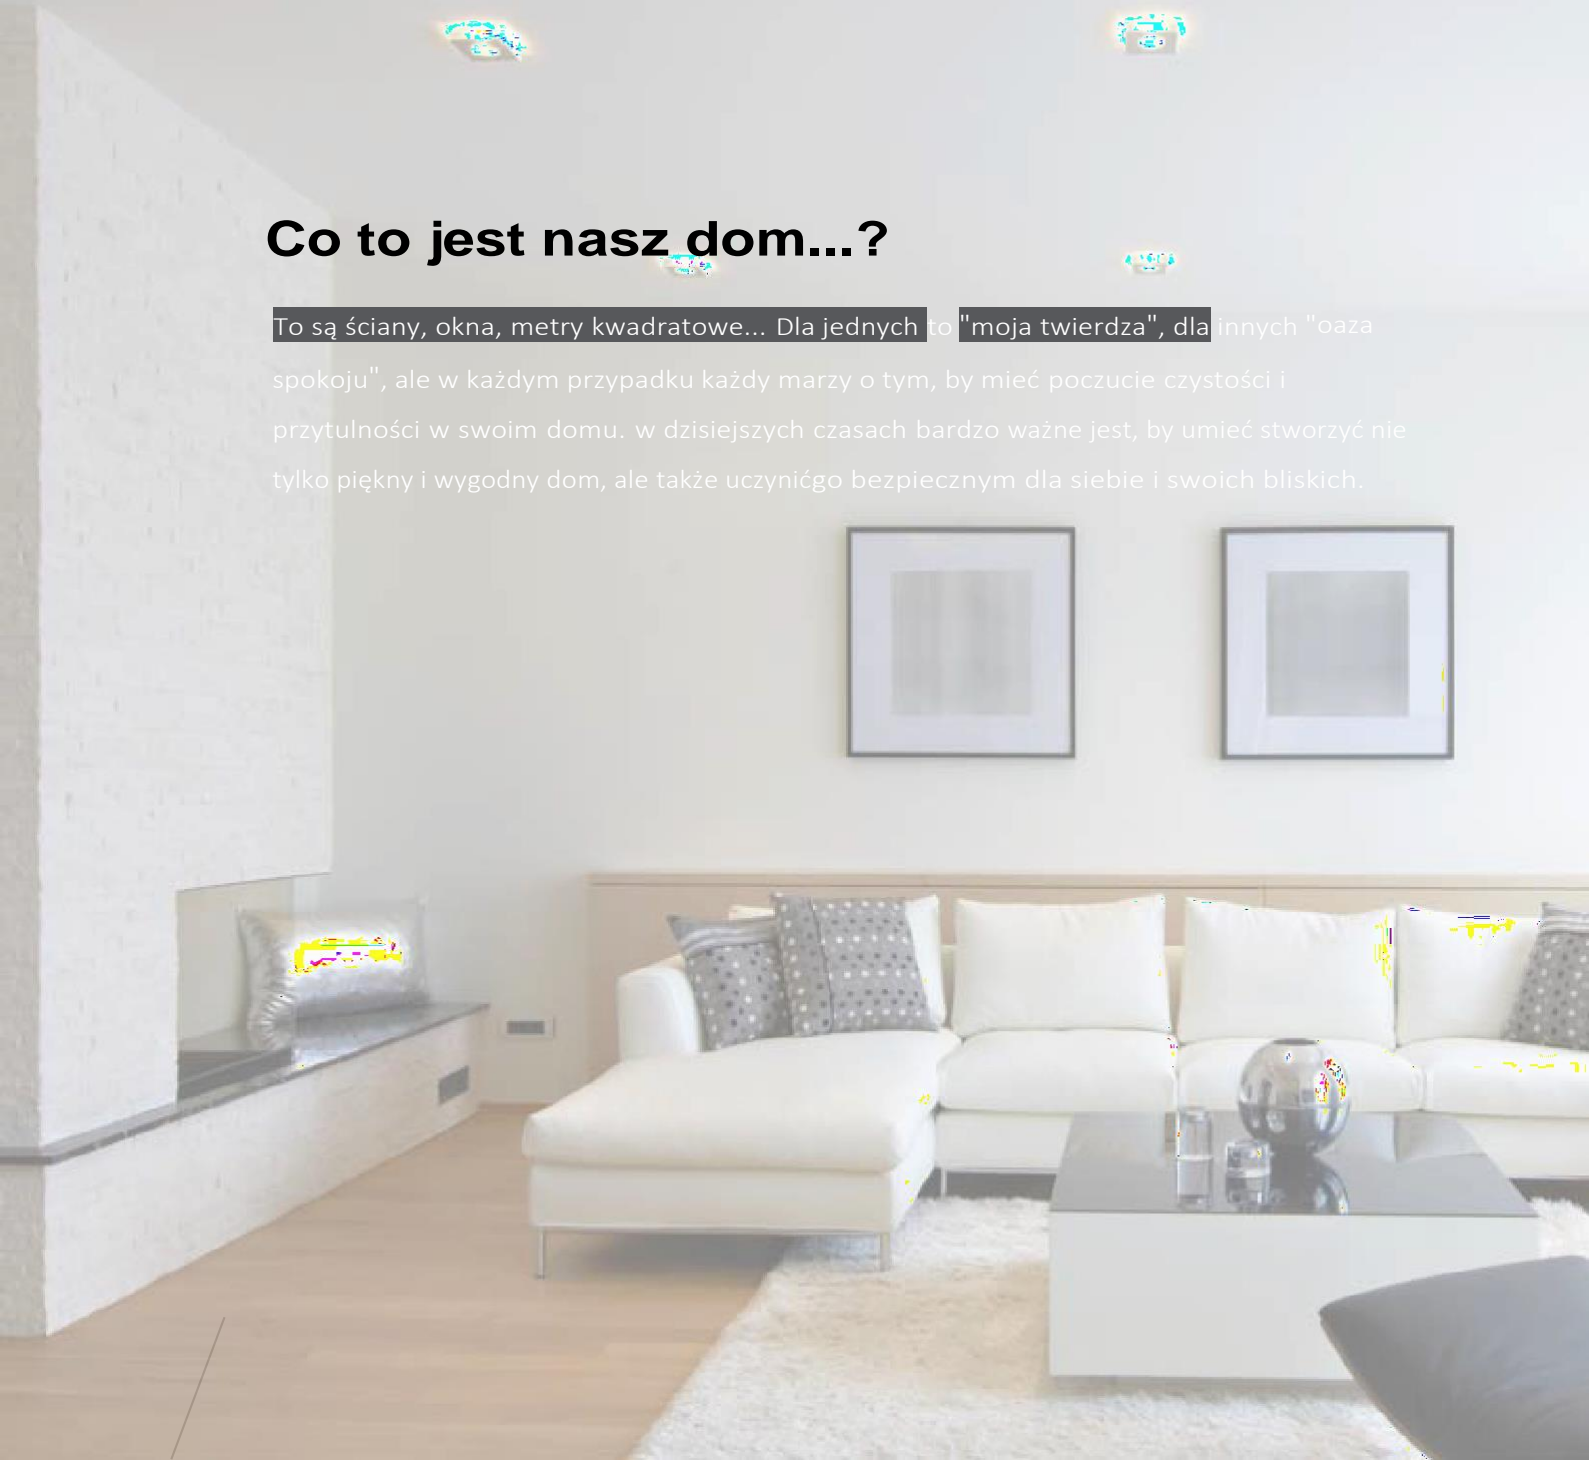 Co to jest nasz dom...?
To są ściany, okna, metry kwadratowe... Dla jednych to "moja twierdza", dla innych "oaza
spokoju", ale w każdym przypadku każdy marzy o tym, by mieć poczucie czystości i
przytulności w swoim domu. w dzisiejszych czasach bardzo ważne jest, by umieć stworzyć nie
tylko piękny i wygodny dom, ale także uczynićgo bezpiecznym dla siebie i swoich bliskich.